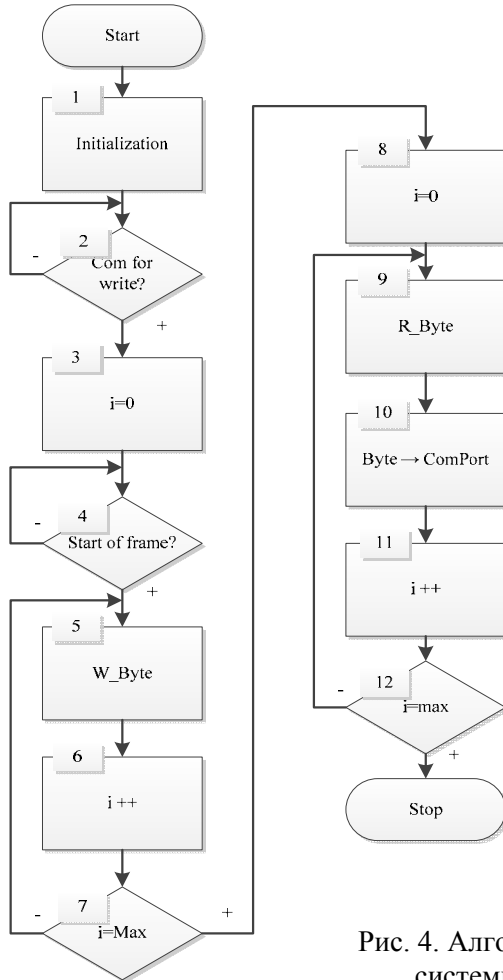 Start
1
Initialization
-
2
Com for
write?
+
3
i=0
-
4
Start of frame?
+
5
W_Byte
6
i ++
-
7
i=Max
+
8
i=0
9
R_Byte
10
Byte → ComPort
11
i ++
-
12
i=max
+
Stop
Рис. 4.
систем